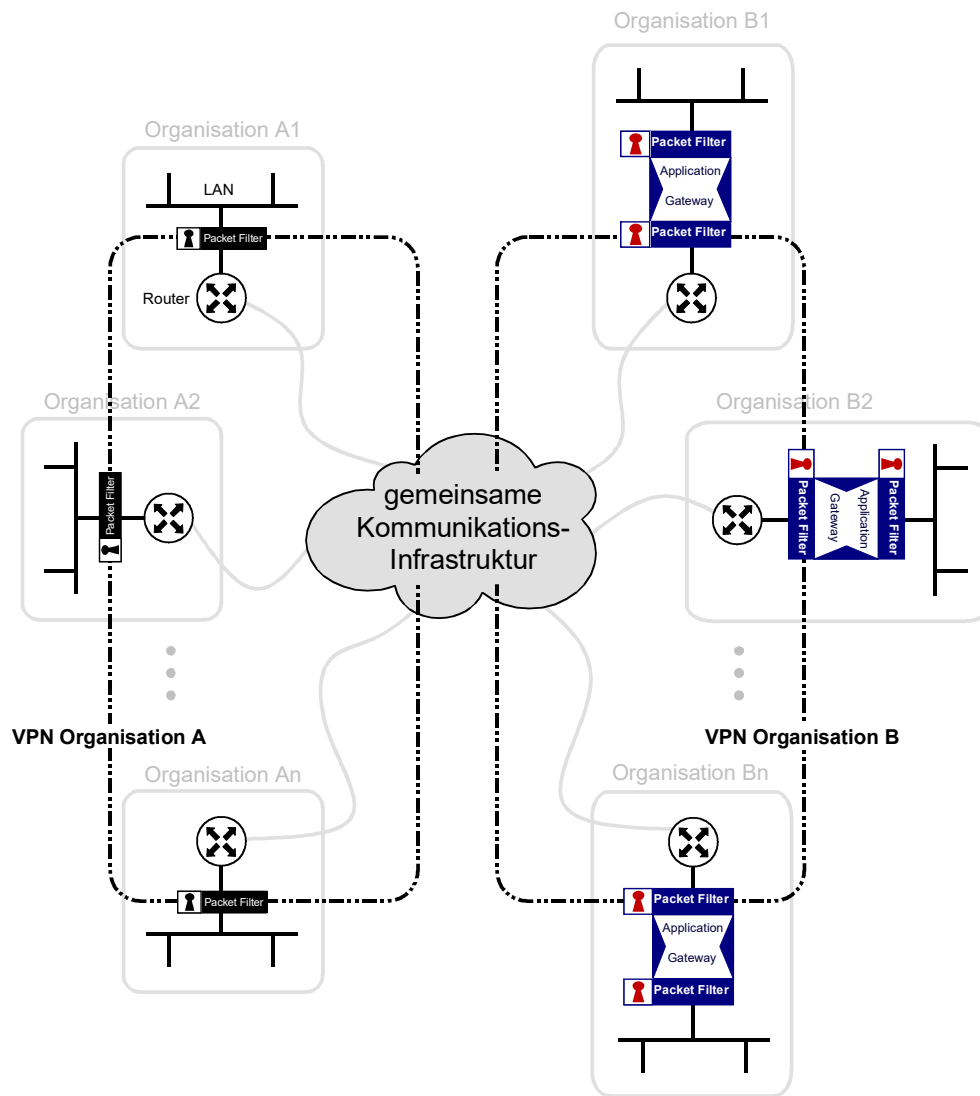 Organisation B1
Organisation A1
Packet Filter
Application
Gateway
Packet Filter
LAN
Packet Filter
Router
Organisation A2
Organisation B2
Packet Filter
gemeinsame
Kommunikations-
Infrastruktur
Packet Filter
Gateway
Application
Packet Filter
VPN Organisation A
VPN Organisation B
Organisation An
Organisation Bn
Packet Filter
Packet Filter
Application
Gateway
Packet Filter